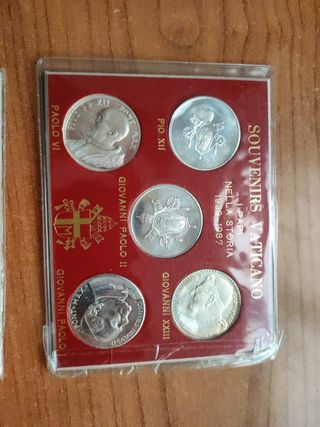 SOUVENIRS VATICANO
I PAPI
NELLA STORIA
1939-1987
PIO XII
PAOLO VI
GIOVANNI PAOLO II
GIOVANNI XXIII
GIOVANNI PAOLO I